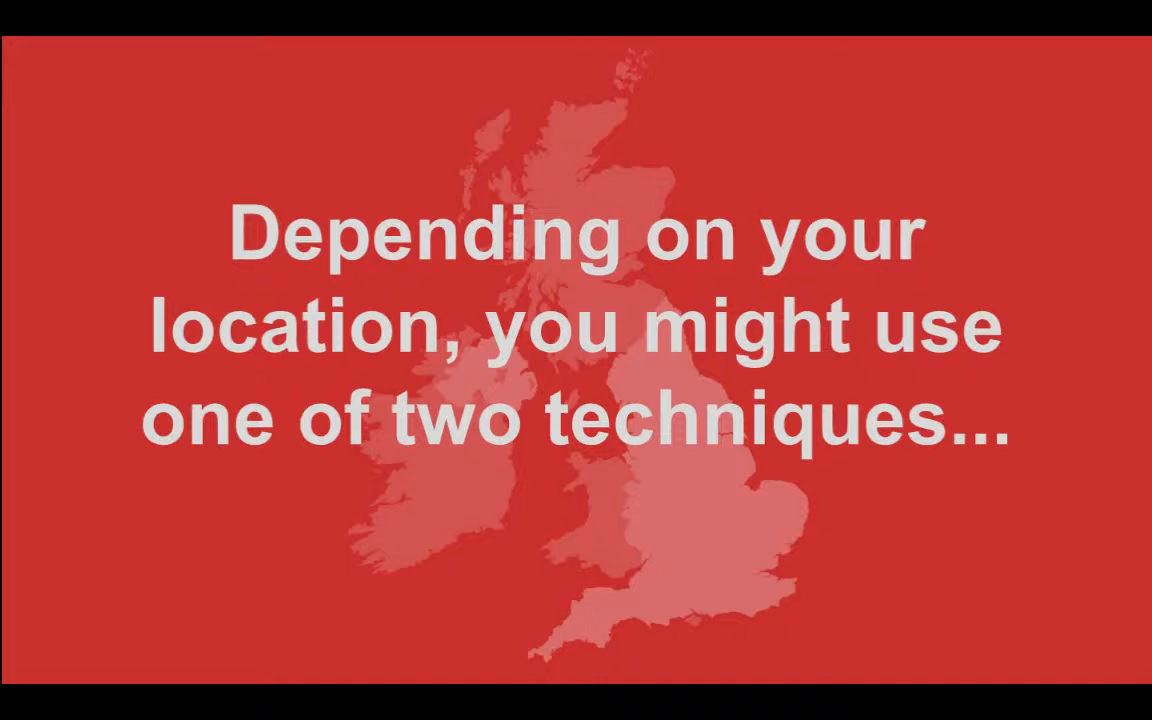 Depending on your
location, you might use
one of two techniques...